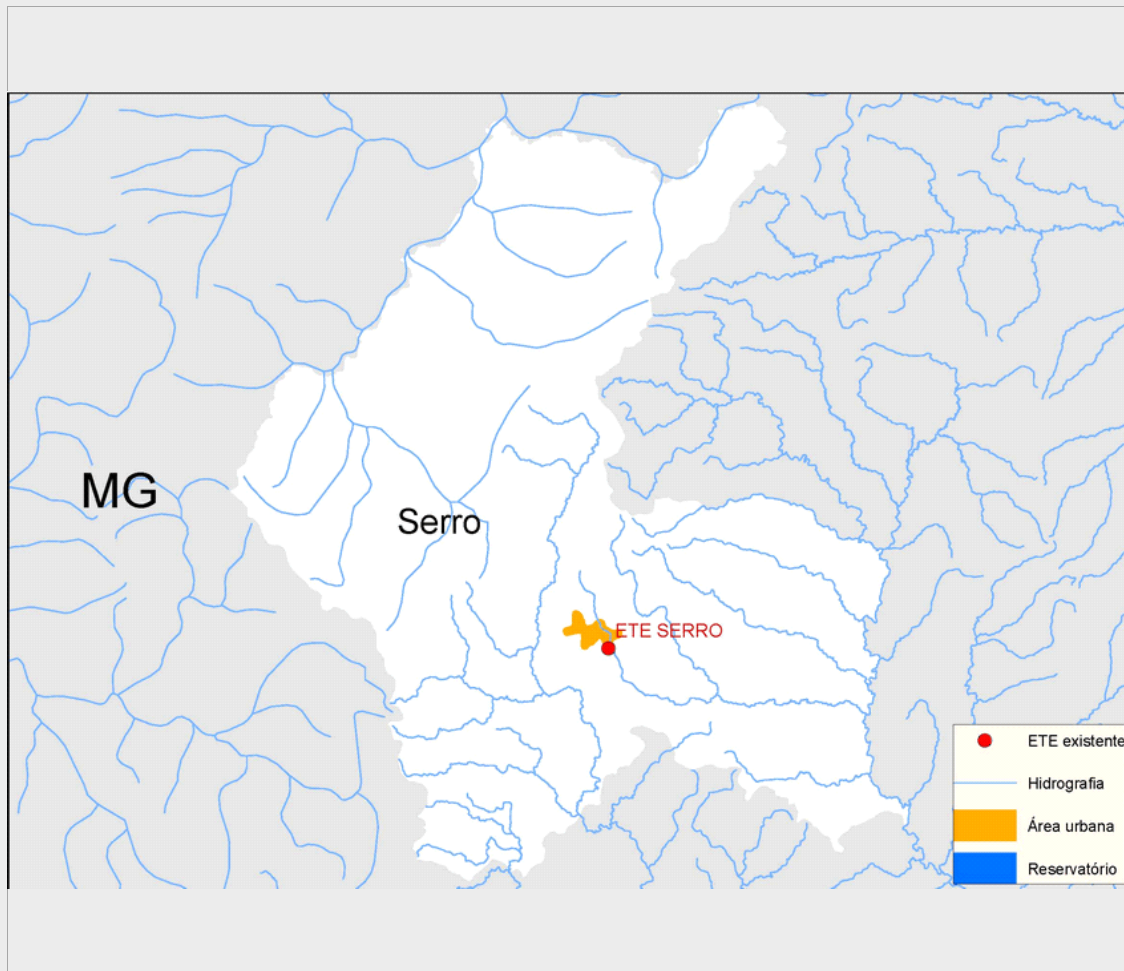 MG
Serro
ETE SERRO
ETE existente
Hidrografia
Área urbana
Reservatório